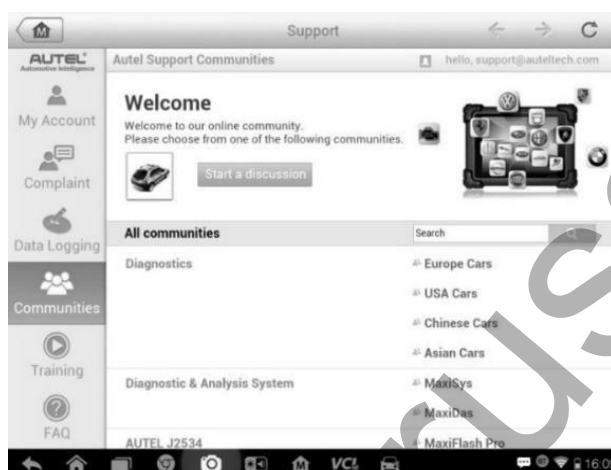 Support
AUTEL
Automotive Intelligence
Autel Support Communities
hello, support@auteltech.com
My Account
Complaint
Data Logging
Communities
Training
FAQ
Welcome
Welcome to our online community.
Please choose from one of the following communities.
Start a discussion
All communities
Search
Diagnostics
Europe Cars
USA Cars
Chinese Cars
Asian Cars
Diagnostic & Analysis System
MaxiSys
MaxiDas
AUTEL J2534
MaxiFlash Pro
VCI